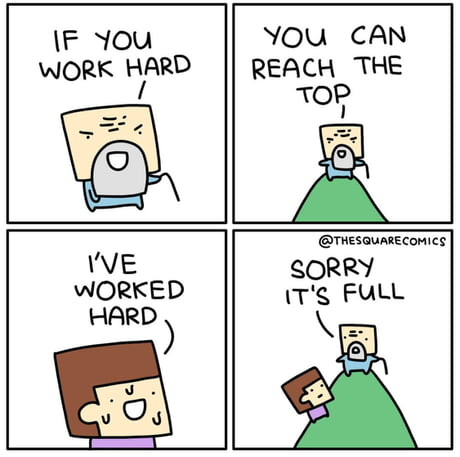 IF YOU
WORK HARD
YOU CAN
REACH THE
TOP
I'VE
WORKED
HARD
@THESQUARECOMICS
SORRY
IT'S FULL